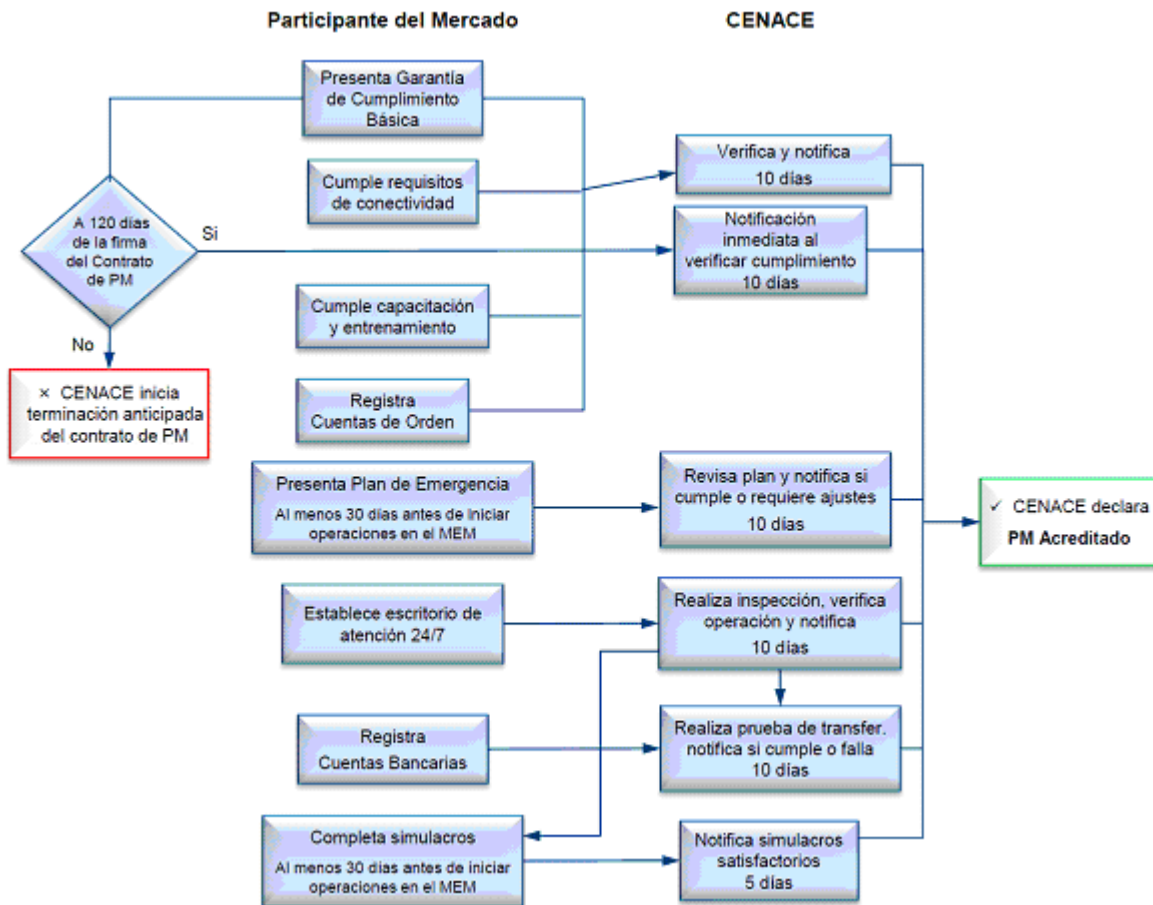 Participante del Mercado
CENACE
Presenta Garantía
de Cumplimiento
Básica
Verifica y notifica
10 días
Cumple requisitos
de conectividad
A 120 días
de la firma
del Contrato
de PM
Si
No
Notificación
inmediata al
verificar cumplimiento
10 días
Cumple capacitación
y entrenamiento
× CENACE inicia
terminación anticipada
del contrato de PM
Registra
Cuentas de Orden
Presenta Plan de Emergencia
Al menos 30 días antes de Iniciar
operaciones en el MEM
Revisa plan y notifica si
cumple o requiere ajustes
10 días
✓ CENACE declara
PM Acreditado
Establece escritorio de
atención 24/7
Realiza inspección, verifica
operación y notifica
10 días
Registra
Cuentas Bancarias
Realiza prueba de transfer.
notifica si cumple o falla
10 días
Completa simulacros
Al menos 30 días antes de iniciar
operaciones en el MEM
Notifica simulacros
satisfactorios
5 días